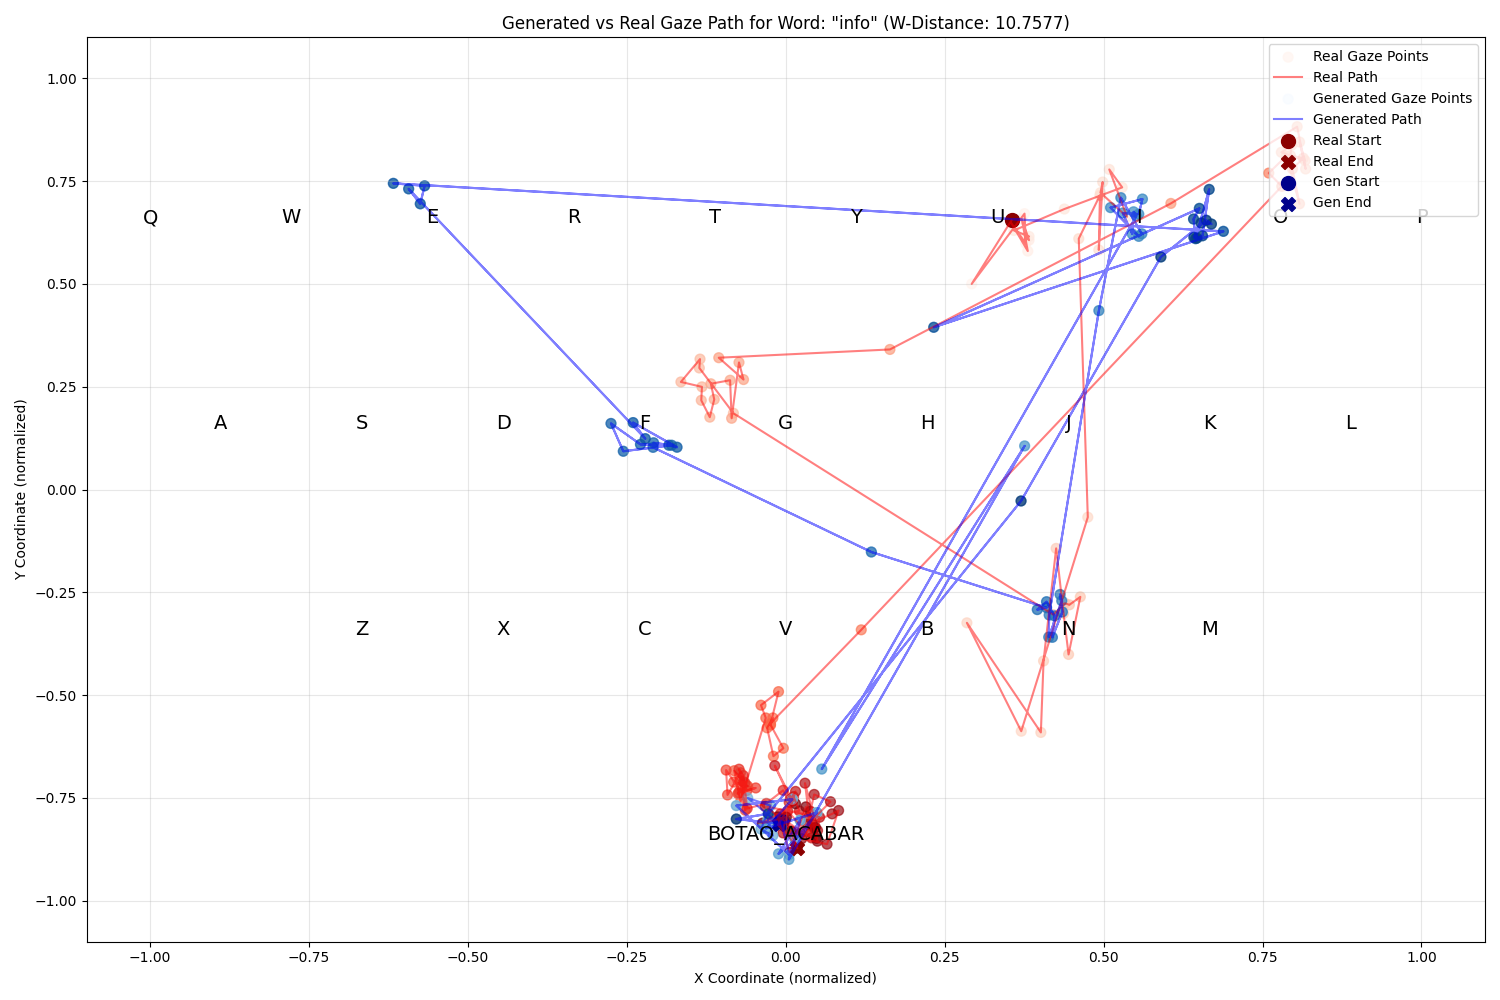 Generated vs Real Gaze Path for Word: "info" (W-Distance: 10.7577)
Real Gaze Points
Real Path
Generated Gaze Points
Generated Path
Real Start
Real End
Gen Start
Gen End
Y Coordinate (normalized)
1.00
0.75
0.50
0.25
0.00
−0.25
−0.50
−0.75
−1.00
Q W E R T Y U I O P
A S D F G H J K L
Z X C V B N M
BOTAO_ACABAR
−1.00 −0.75 −0.50 −0.25 0.00 0.25 0.50 0.75 1.00
X Coordinate (normalized)